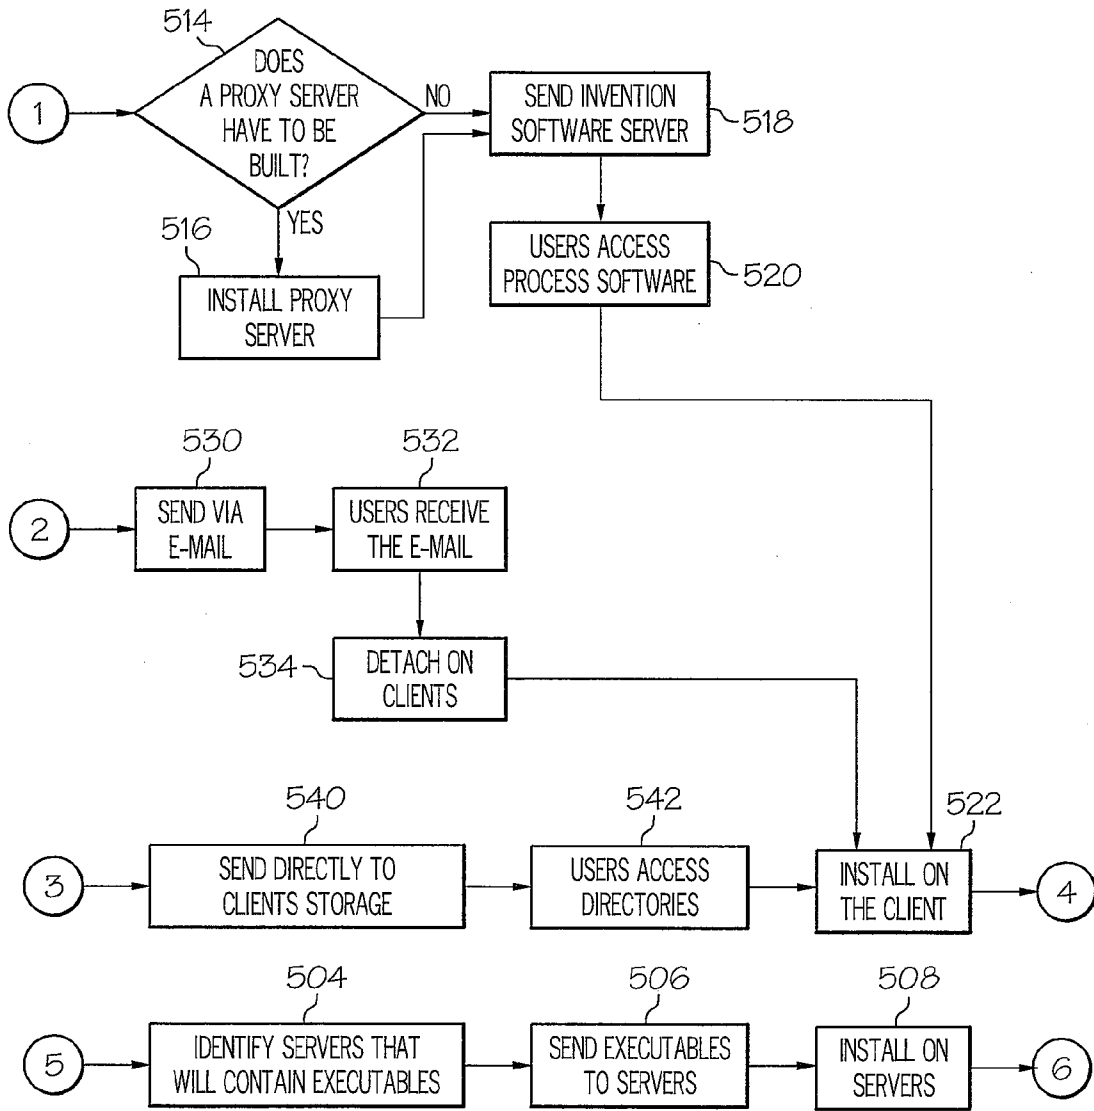 514
1
DOES
A PROXY SERVER
HAVE TO BE
BUILT?
NO
YES
SEND INVENTION
SOFTWARE SERVER
518
516
INSTALL PROXY
SERVER
USERS ACCESS
PROCESS SOFTWARE
520
530
532
2
SEND VIA
E-MAIL
USERS RECEIVE
THE E-MAIL
534
DETACH ON
CLIENTS
540
542
522
3
SEND DIRECTLY TO
CLIENTS STORAGE
USERS ACCESS
DIRECTORIES
INSTALL ON
THE CLIENT
4
504
506
508
5
IDENTIFY SERVERS THAT
WILL CONTAIN EXECUTABLES
SEND EXECUTABLES
TO SERVERS
INSTALL ON
SERVERS
6